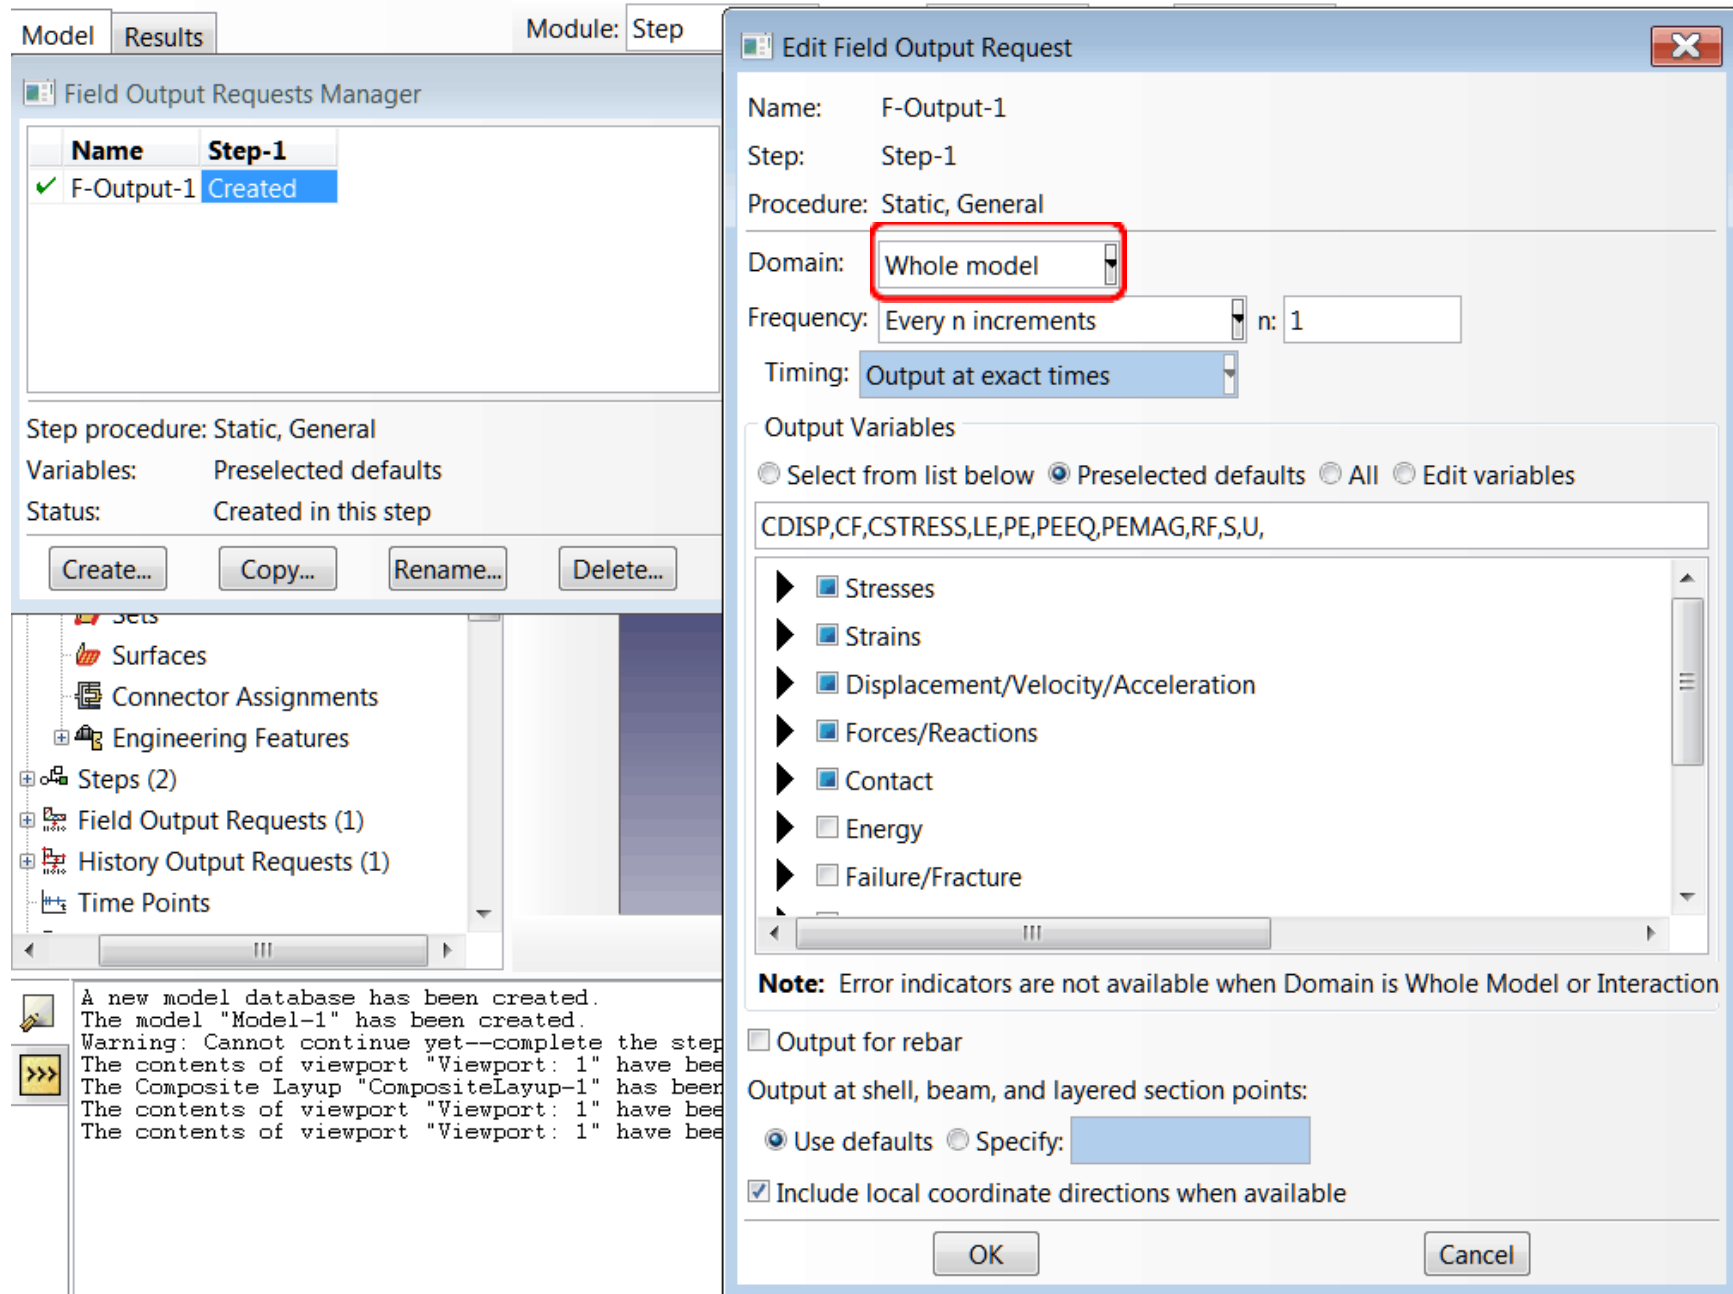 Model Results
Module: Step
Field Output Requests Manager
Name Step-1
F-Output-1 Created
Step procedure: Static, General
Variables: Preselected defaults
Status: Created in this step
Create... Copy... Rename... Delete...
Sets
Surfaces
Connector Assignments
Engineering Features
Steps (2)
Field Output Requests (1)
History Output Requests (1)
Time Points
A new model database has been created.
The model "Model-1" has been created.
Warning: Cannot continue yet--complete the step
The contents of viewport "Viewport: 1" have bee
The Composite Layup "CompositeLayup-1" has been
The contents of viewport "Viewport: 1" have bee
The contents of viewport "Viewport: 1" have bee
>>>
Edit Field Output Request
Name: F-Output-1
Step: Step-1
Procedure: Static, General
Domain: Whole model
Frequency: Every n increments n: 1
Timing: Output at exact times
Output Variables
Select from list below Preselected defaults All Edit variables
CDISP,CF,CSTRESS,LE,PE,PEEQ,PEMAG,RF,S,U,
Stresses
Strains
Displacement/Velocity/Acceleration
Forces/Reactions
Contact
Energy
Failure/Fracture
Note: Error indicators are not available when Domain is Whole Model or Interaction
Output for rebar
Output at shell, beam, and layered section points:
Use defaults Specify:
Include local coordinate directions when available
OK Cancel